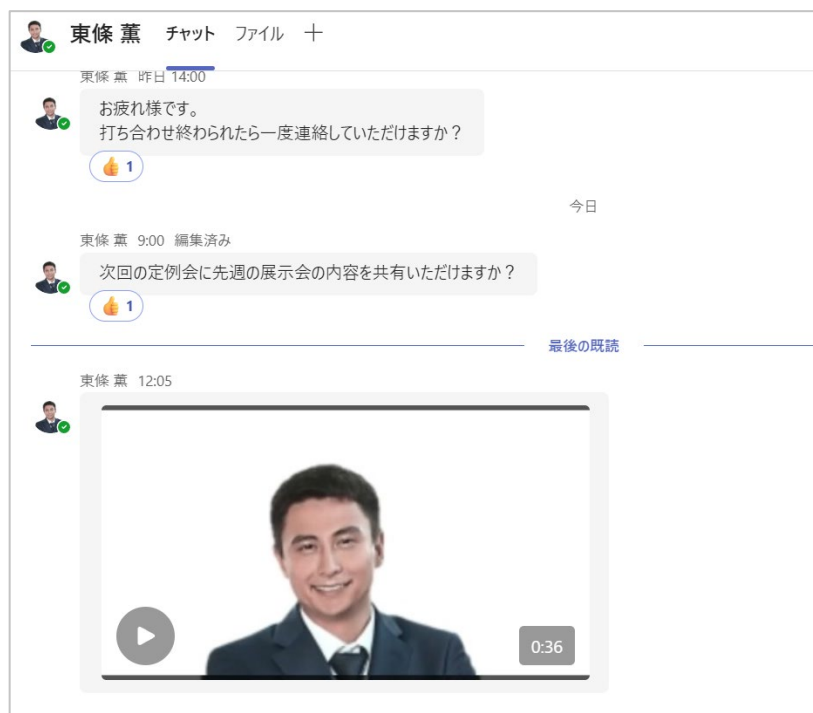 東條 薫 チャット ファイル
東條 薫 昨日 14:00
お疲れ様です。
打ち合わせ終わられたら一度連絡していただけますか？
1
今日
東條 薫 9:00 編集済み
次回の定例会に先週の展示会の内容を共有いただけますか？
1
最後の既読
東條 薫 12:05
0:36